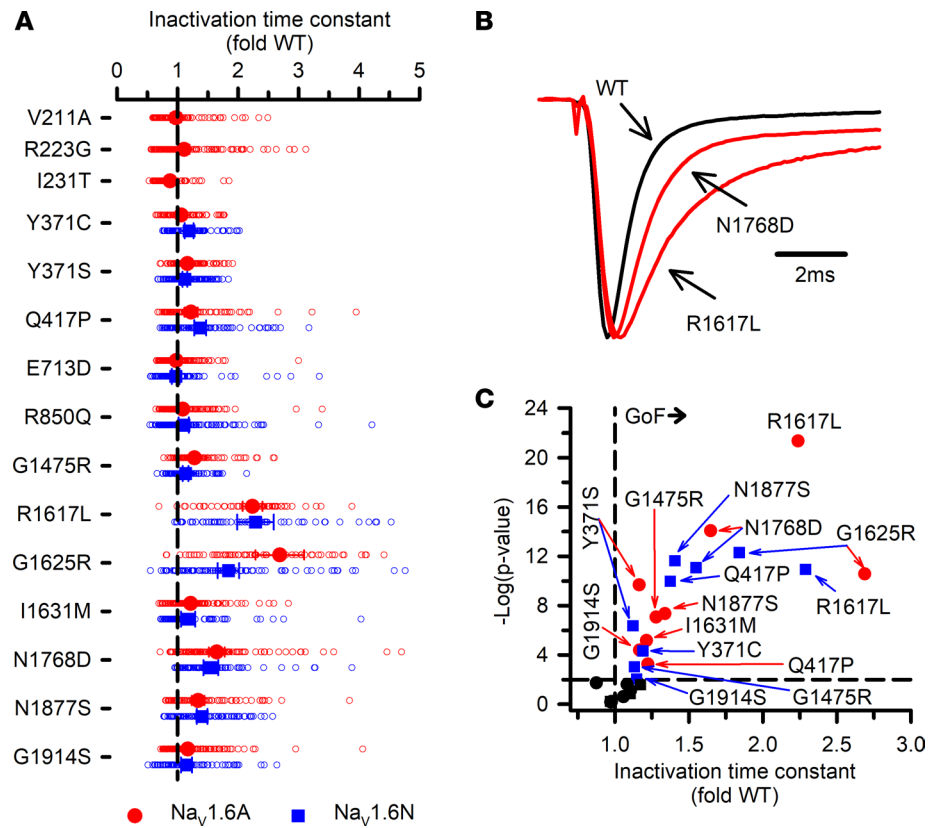 A
Inactivation time constant
(fold WT)
0 1 2 3 4 5
V211A
R223G
I231T
Y371C
Y371S
Q417P
E713D
R850Q
G1475R
R1617L
G1625R
I1631M
N1768D
N1877S
G1914S
NaV1.6A NaV1.6N
B
WT
N1768D
2ms
R1617L
C
24
20
16
12
8
4
0
-Log(p-value)
GoF
R1617L
Y371S
G1475R
N1877S
N1768D
G1625R
Q417P
R1617L
N1877S
G1914S
I1631M
Y371C
Q417P
G1914S
G1475R
1.0 1.5 2.0 2.5 3.0
Inactivation time constant
(fold WT)